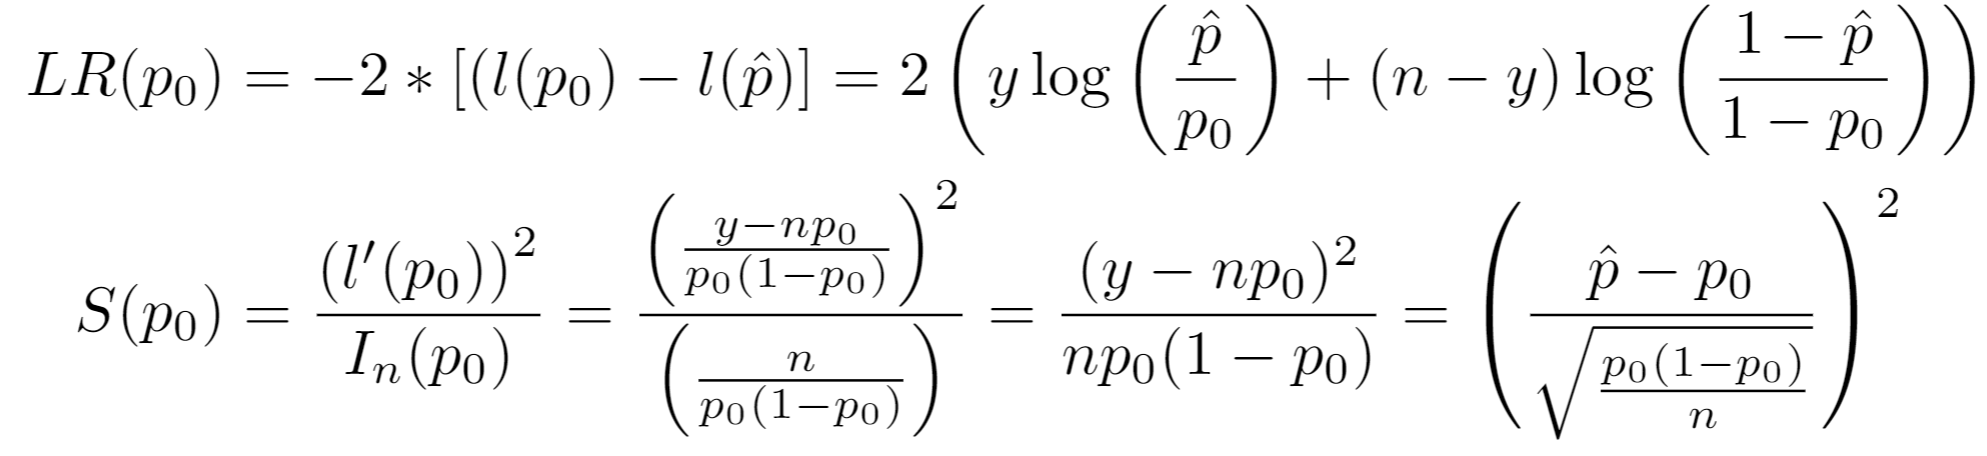 $LR(p_0) = -2 * [(l(p_0) - l(\hat{p})] = 2\left(y \log\left(\frac{\hat{p}}{p_0}\right) + (n-y)\log\left(\frac{1-\hat{p}}{1-p_0}\right)\right)$
$S(p_0) = \frac{(l'(p_0))^2}{I_n(p_0)} = \frac{\left(\frac{y-np_0}{p_0(1-p_0)}\right)^2}{\left(\frac{n}{p_0(1-p_0)}\right)} = \frac{(y-np_0)^2}{np_0(1-p_0)} = \left(\frac{\hat{p}-p_0}{\sqrt{\frac{p_0(1-p_0)}{n}}}\right)^2$